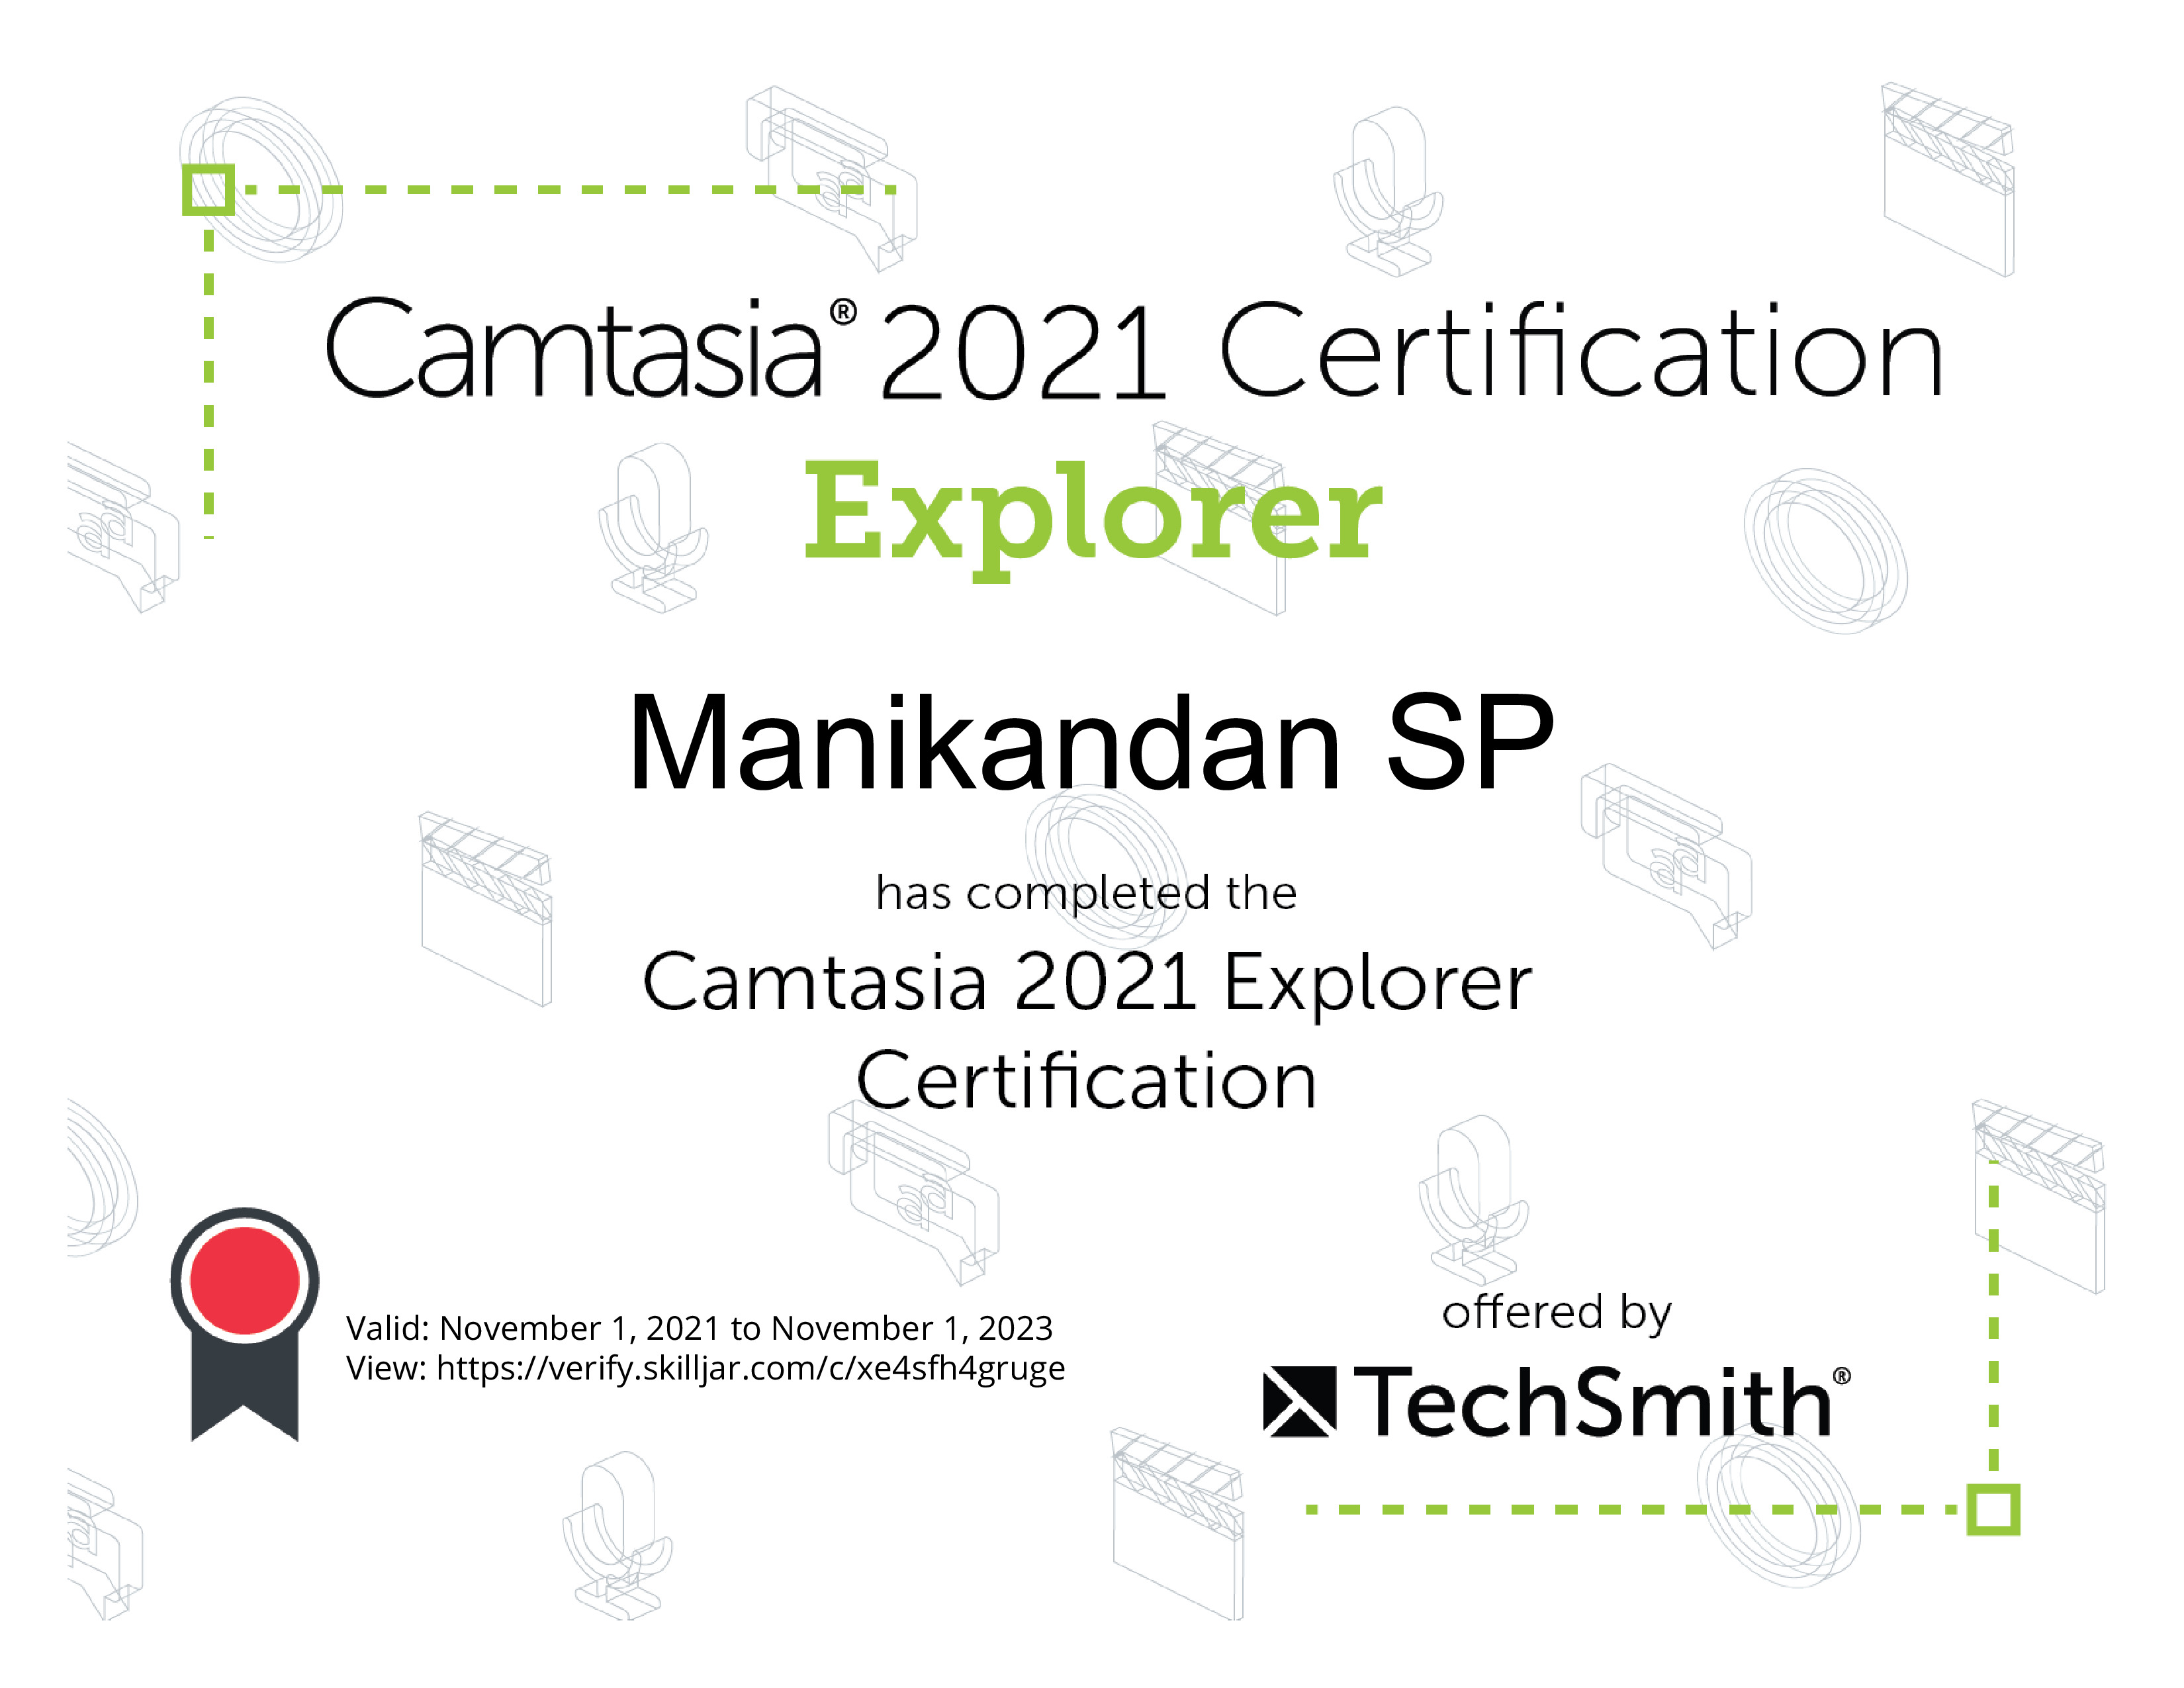 Camtasia® 2021 Certification
Explorer
Manikandan SP
has completed the
Camtasia 2021 Explorer
Certification
Valid: November 1, 2021 to November 1, 2023
View: https://verify.skilljar.com/c/xe4sfh4gruge
offered by
TechSmith®